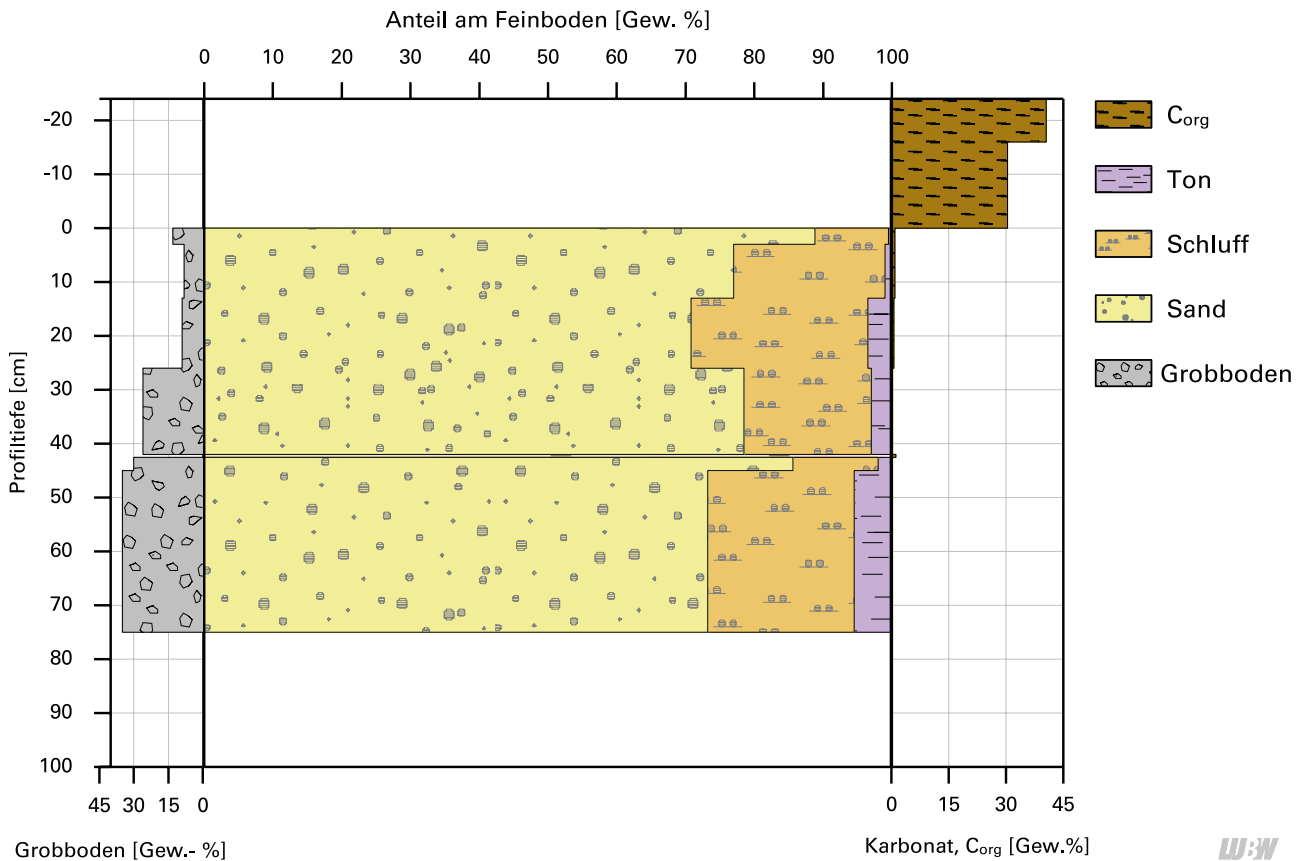 Anteil am Feinboden [Gew. %]
0 10 20 30 40 50 60 70 80 90 100
Profiltiefe [cm]
-20
-10
0
10
20
30
40
50
60
70
80
90
100
Corg
Ton
Schluff
Sand
Grobboden
45 30 15 0
0 15 30 45
Grobboden [Gew.- %]
Karbonat, Corg [Gew.%]
LUBW